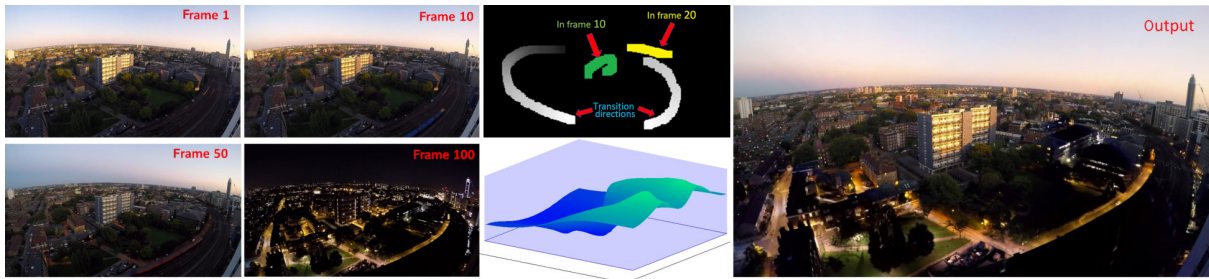 Frame 1
Frame 10
In frame 10
In frame 20
Transition
directions
Output
Frame 50
Frame 100